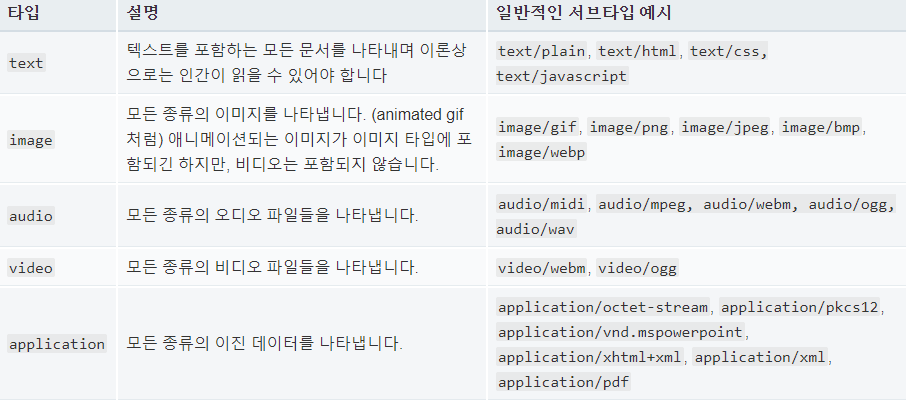 타입 설명 일반적인 서브타입 예시
text
텍스트를 포함하는 모든 문서를 나타내며 이론상
으로는 인간이 읽을 수 있어야 합니다
text/plain, text/html, text/css,
text/javascript
image
모든 종류의 이미지를 나타냅니다. (animated gif
처럼) 애니메이션되는 이미지가 이미지 타입에 포
함되긴 하지만, 비디오는 포함되지 않습니다.
image/gif, image/png, image/jpeg, image/bmp,
image/webp
audio
모든 종류의 오디오 파일들을 나타냅니다.
audio/midi, audio/mpeg, audio/webm, audio/ogg,
audio/wav
video
모든 종류의 비디오 파일들을 나타냅니다.
video/webm, video/ogg
application
모든 종류의 이진 데이터를 나타냅니다.
application/octet-stream, application/pkcs12,
application/vnd.mspowerpoint,
application/xhtml+xml, application/xml,
application/pdf